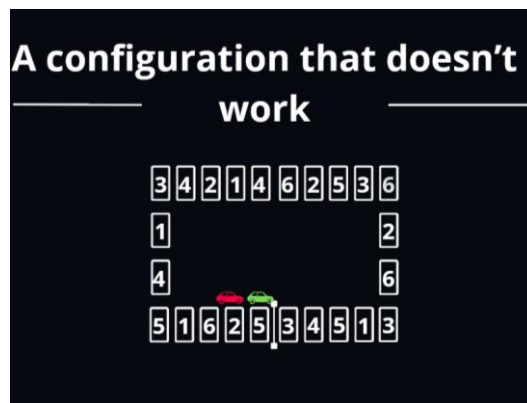 A configuration that doesn’t
work
3 4 2 1 4 6 2 5 3 6
1 2
4 6
5 1 6 2 5 3 4 5 1 3